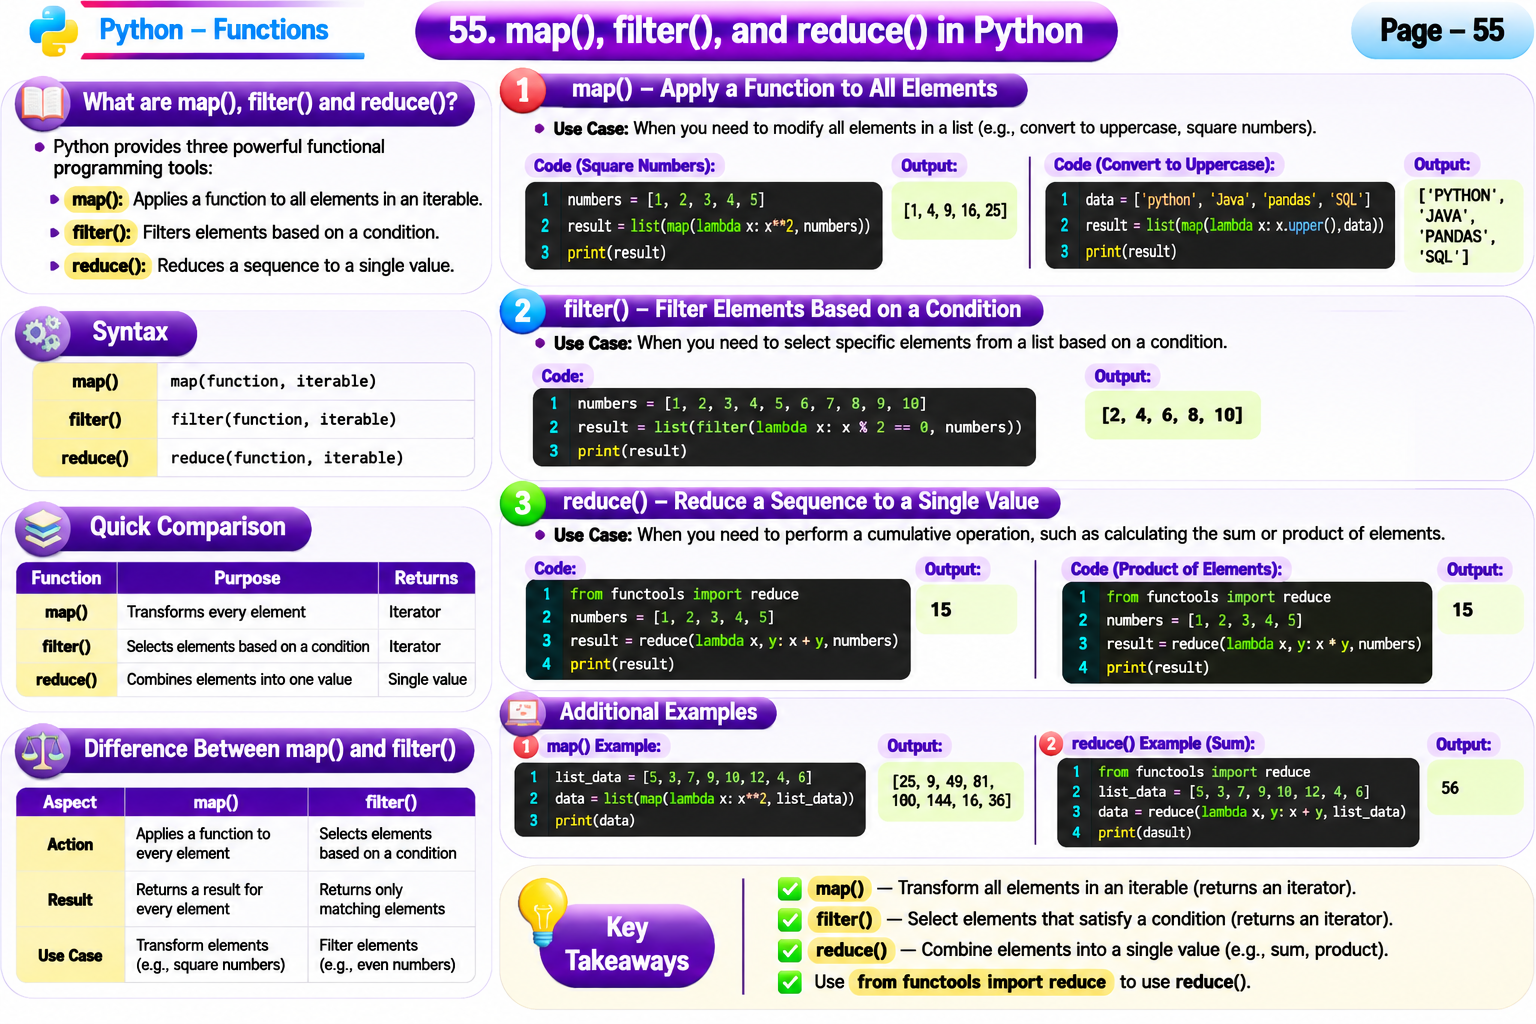 Python – Functions
55. map(), filter(), and reduce() in Python
Page – 55
What are map(), filter() and reduce()?
Python provides three powerful functional
programming tools:
map(): Applies a function to all elements in an iterable.
filter(): Filters elements based on a condition.
reduce(): Reduces a sequence to a single value.
Syntax
map() map(function, iterable)
filter() filter(function, iterable)
reduce() reduce(function, iterable)
Quick Comparison
Function Purpose Returns
map() Transforms every element Iterator
filter() Selects elements based on a condition Iterator
reduce() Combines elements into one value Single value
Difference Between map() and filter()
Aspect map() filter()
Action
Applies a function to
every element
Selects elements
based on a condition
Result
Returns a result for
every element
Returns only
matching elements
Use Case
Transform elements
(e.g., square numbers)
Filter elements
(e.g., even numbers)
1 map() – Apply a Function to All Elements
Use Case: When you need to modify all elements in a list (e.g., convert to uppercase, square numbers).
Code (Square Numbers):
1 numbers = [1, 2, 3, 4, 5]
2 result = list(map(lambda x: x**2, numbers))
3 print(result)
Output:
[1, 4, 9, 16, 25]
Code (Convert to Uppercase):
1 data = ['python', 'Java', 'pandas', 'SQL']
2 result = list(map(lambda x: x.upper(), data))
3 print(result)
Output:
['PYTHON',
'JAVA',
'PANDAS',
'SQL']
2 filter() – Filter Elements Based on a Condition
Use Case: When you need to select specific elements from a list based on a condition.
Code:
1 numbers = [1, 2, 3, 4, 5, 6, 7, 8, 9, 10]
2 result = list(filter(lambda x: x % 2 == 0, numbers))
3 print(result)
Output:
[2, 4, 6, 8, 10]
3 reduce() – Reduce a Sequence to a Single Value
Use Case: When you need to perform a cumulative operation, such as calculating the sum or product of elements.
Code:
1 from functools import reduce
2 numbers = [1, 2, 3, 4, 5]
3 result = reduce(lambda x, y: x + y, numbers)
4 print(result)
Output:
15
Code (Product of Elements):
1 from functools import reduce
2 numbers = [1, 2, 3, 4, 5]
3 result = reduce(lambda x, y: x * y, numbers)
4 print(result)
Output:
15
Additional Examples
1 map() Example:
1 list_data = [5, 3, 7, 9, 10, 12, 4, 6]
2 data = list(map(lambda x: x**2, list_data))
3 print(data)
Output:
[25, 9, 49, 81,
100, 144, 16, 36]
2 reduce() Example (Sum):
1 from functools import reduce
2 list_data = [5, 3, 7, 9, 10, 12, 4, 6]
3 data = reduce(lambda x, y: x + y, list_data)
4 print(dasult)
Output:
56
Key
Takeaways
map() — Transform all elements in an iterable (returns an iterator).
filter() — Select elements that satisfy a condition (returns an iterator).
reduce() — Combine elements into a single value (e.g., sum, product).
Use from functools import reduce to use reduce().